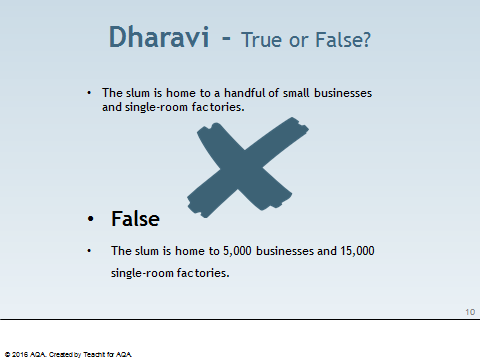 Dharavi - True or False?
• The slum is home to a handful of small businesses
and single-room factories.
• False
• The slum is home to 5,000 businesses and 15,000
single-room factories.
10
© 2016 AQA. Created by Teachit for AQA.